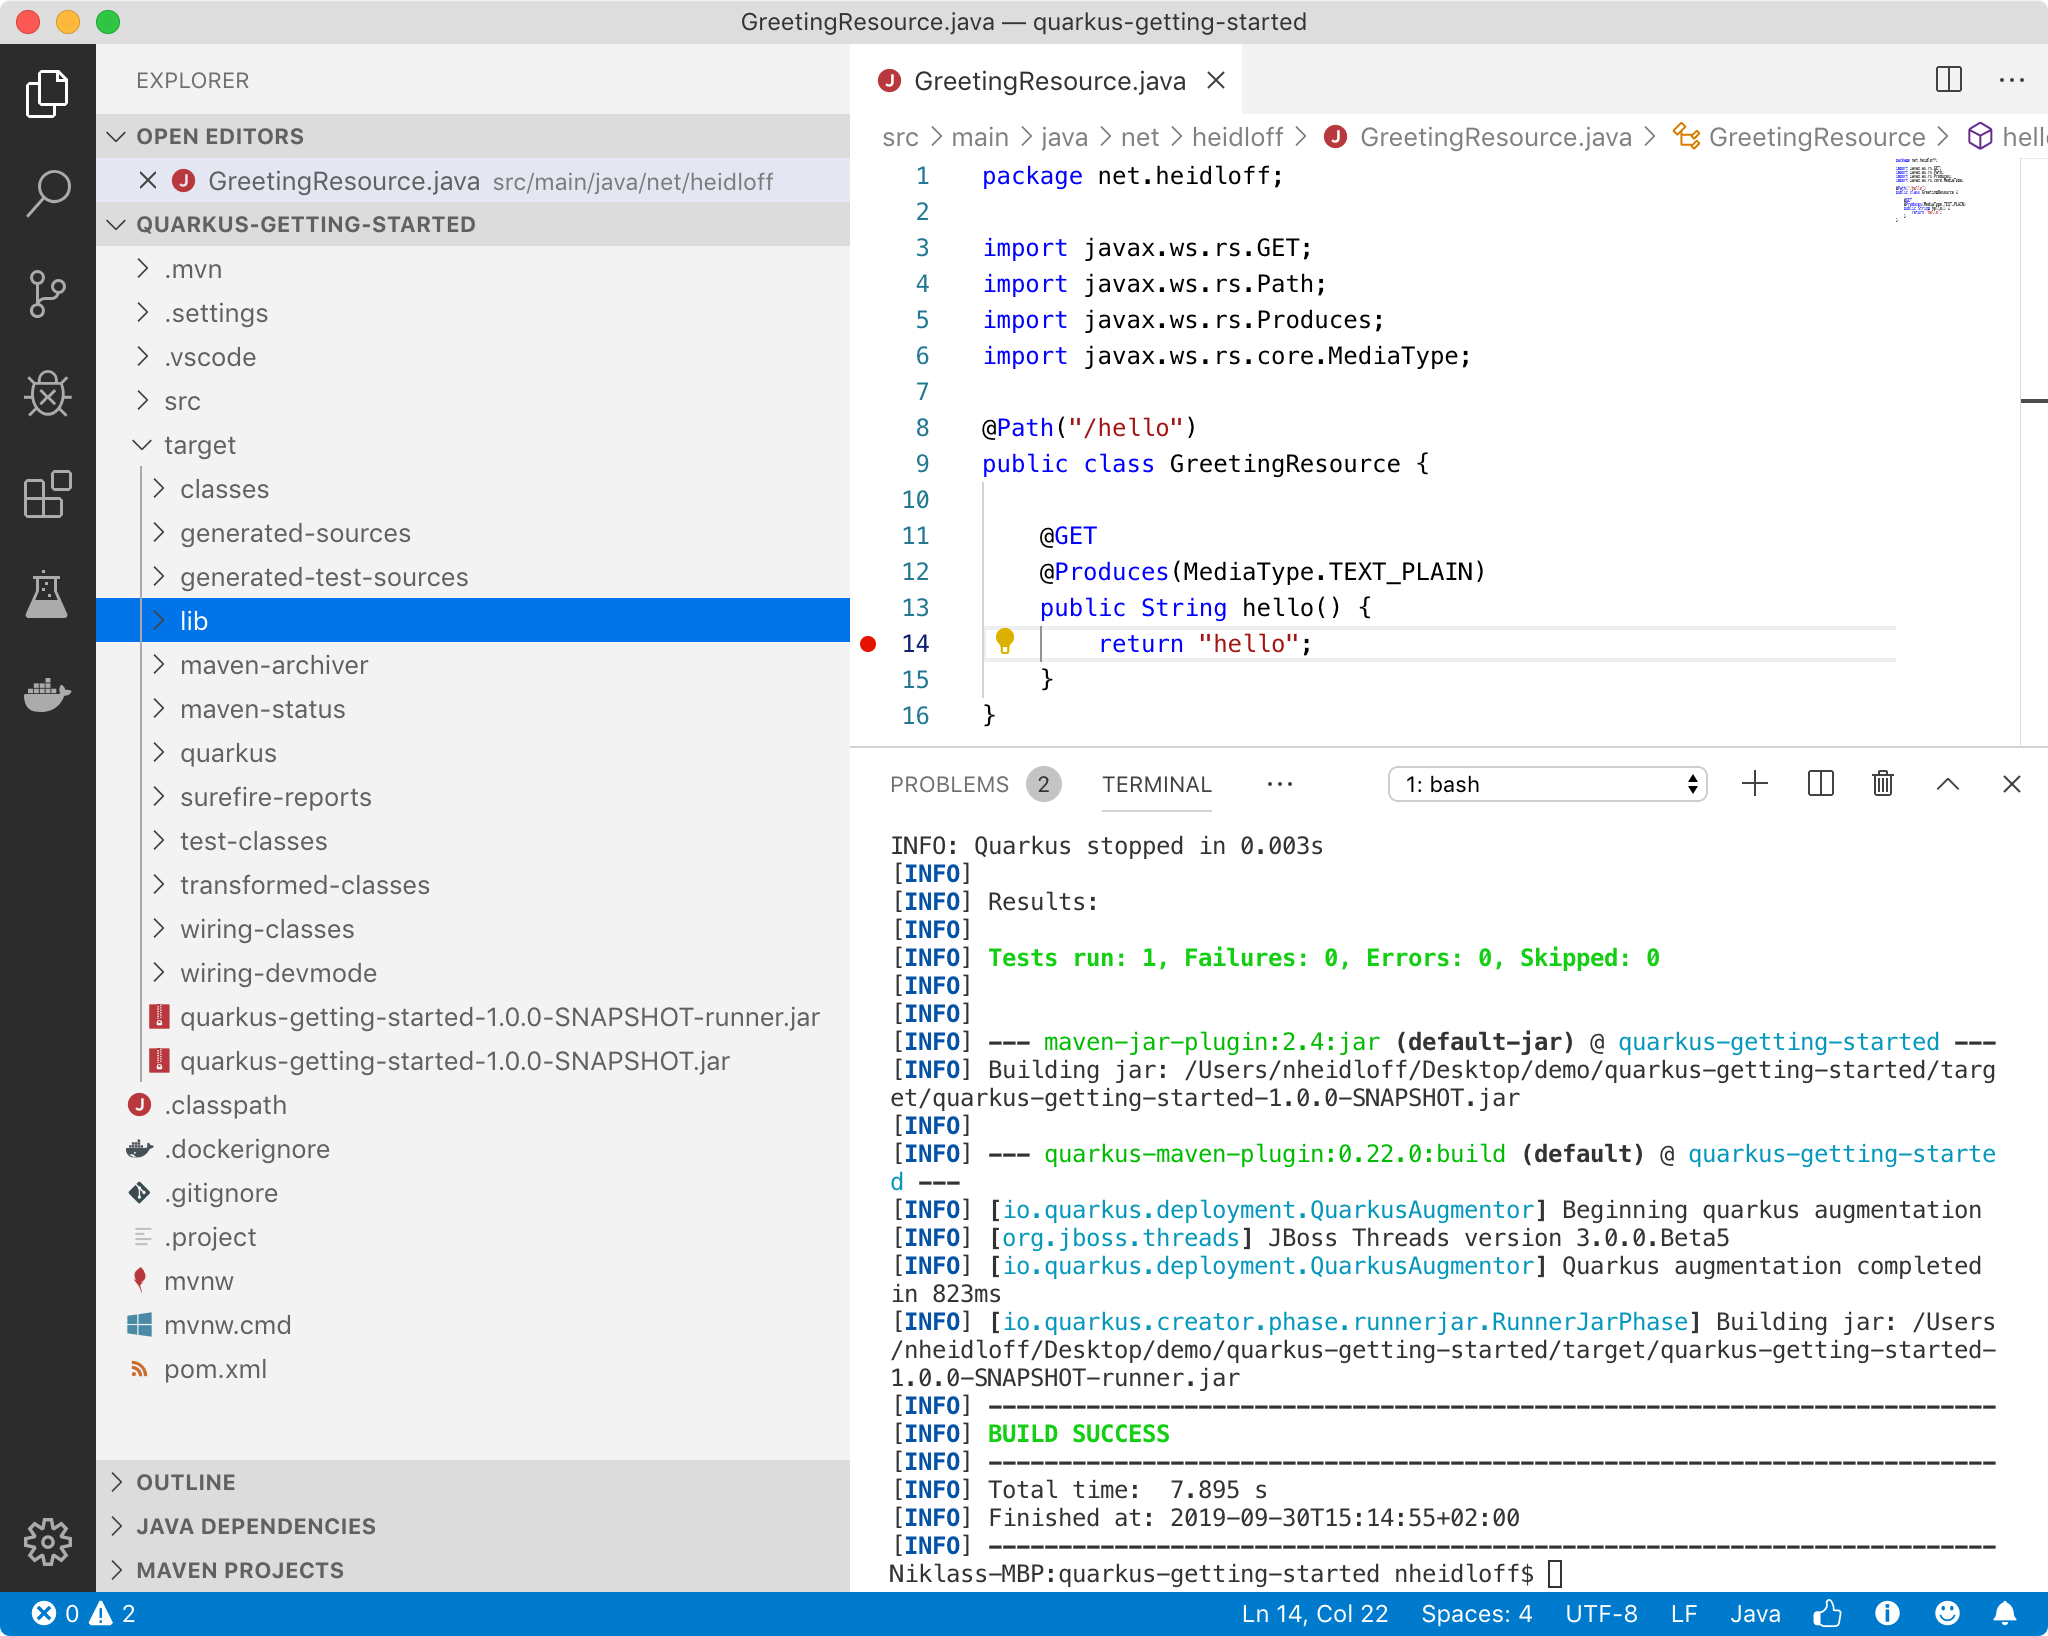 GreetingResource.java — quarkus-getting-started
EXPLORER
OPEN EDITORS
GreetingResource.java src/main/java/net/heidloff
QUARKUS-GETTING-STARTED
.mvn
.settings
.vscode
src
target
classes
generated-sources
generated-test-sources
lib
maven-archiver
maven-status
quarkus
surefire-reports
test-classes
transformed-classes
wiring-classes
wiring-devmode
quarkus-getting-started-1.0.0-SNAPSHOT-runner.jar
quarkus-getting-started-1.0.0-SNAPSHOT.jar
.classpath
.dockerignore
.gitignore
.project
mvnw
mvnw.cmd
pom.xml
OUTLINE
JAVA DEPENDENCIES
MAVEN PROJECTS
GreetingResource.java
src > main > java > net > heidloff > GreetingResource.java > GreetingResource >
1 package net.heidloff;
2
3 import javax.ws.rs.GET;
4 import javax.ws.rs.Path;
5 import javax.ws.rs.Produces;
6 import javax.ws.rs.core.MediaType;
7
8 @Path("/hello")
9 public class GreetingResource {
10
11 @GET
12 @Produces(MediaType.TEXT_PLAIN)
13 public String hello() {
14 return "hello";
15 }
16 }
PROBLEMS 2 TERMINAL ··· 1: bash
INFO: Quarkus stopped in 0.003s
[INFO]
[INFO] Results:
[INFO]
[INFO] Tests run: 1, Failures: 0, Errors: 0, Skipped: 0
[INFO]
[INFO]
[INFO] --- maven-jar-plugin:2.4:jar (default-jar) @ quarkus-getting-started ---
[INFO] Building jar: /Users/nheidloff/Desktop/demo/quarkus-getting-started/targ
et/quarkus-getting-started-1.0.0-SNAPSHOT.jar
[INFO]
[INFO] --- quarkus-maven-plugin:0.22.0:build (default) @ quarkus-getting-starte
d ---
[INFO] [io.quarkus.deployment.QuarkusAugmentor] Beginning quarkus augmentation
[INFO] [org.jboss.threads] JBoss Threads version 3.0.0.Beta5
[INFO] [io.quarkus.deployment.QuarkusAugmentor] Quarkus augmentation completed
in 823ms
[INFO] [io.quarkus.creator.phase.runnerjar.RunnerJarPhase] Building jar: /Users
/nheidloff/Desktop/demo/quarkus-getting-started/target/quarkus-getting-started-
1.0.0-SNAPSHOT-runner.jar
[INFO] ------------------------------------------------------------------------
[INFO] BUILD SUCCESS
[INFO] ------------------------------------------------------------------------
[INFO] Total time:  7.895 s
[INFO] Finished at: 2019-09-30T15:14:55+02:00
[INFO] ------------------------------------------------------------------------
Niklass-MBP:quarkus-getting-started nheidloff$
0 2 Ln 14, Col 22 Spaces: 4 UTF-8 LF Java